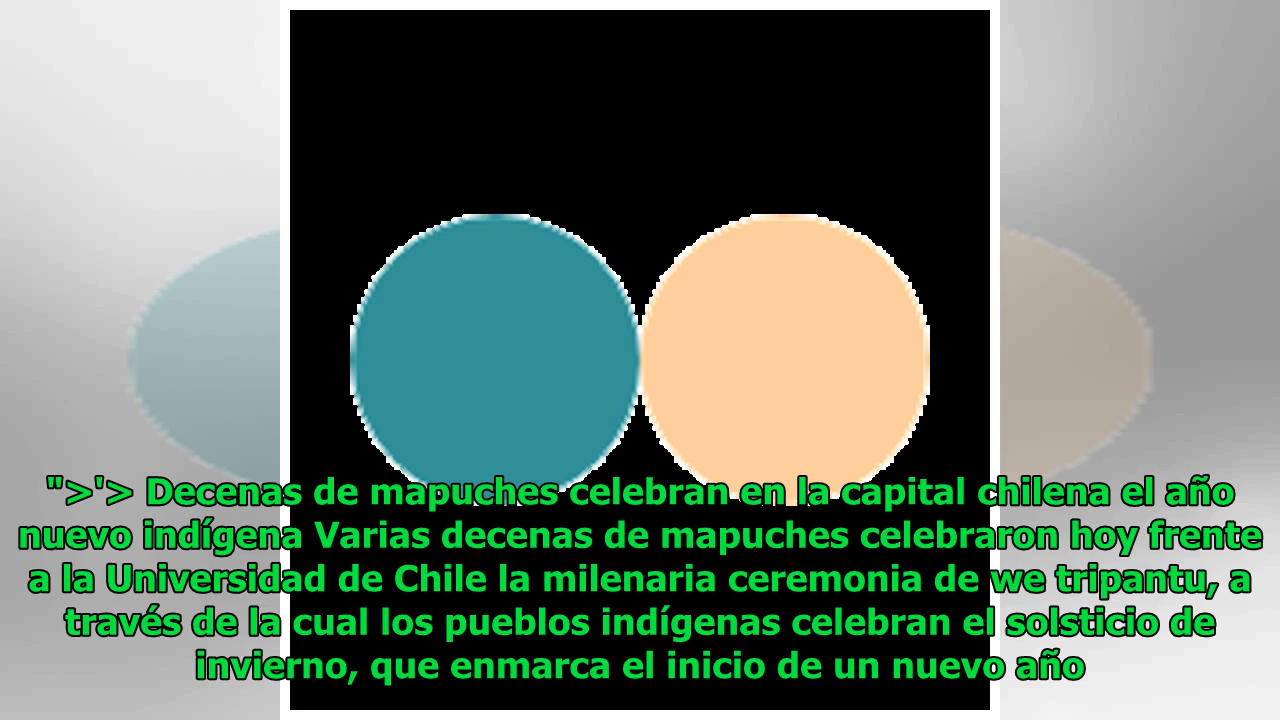 ">'> Decenas de mapuches celebran en la capital chilena el año
nuevo indígena Varias decenas de mapuches celebraron hoy frente
a la Universidad de Chile la milenaria ceremonia de we tripantu, a
través de la cual los pueblos indígenas celebran el solsticio de
invierno, que enmarca el inicio de un nuevo año